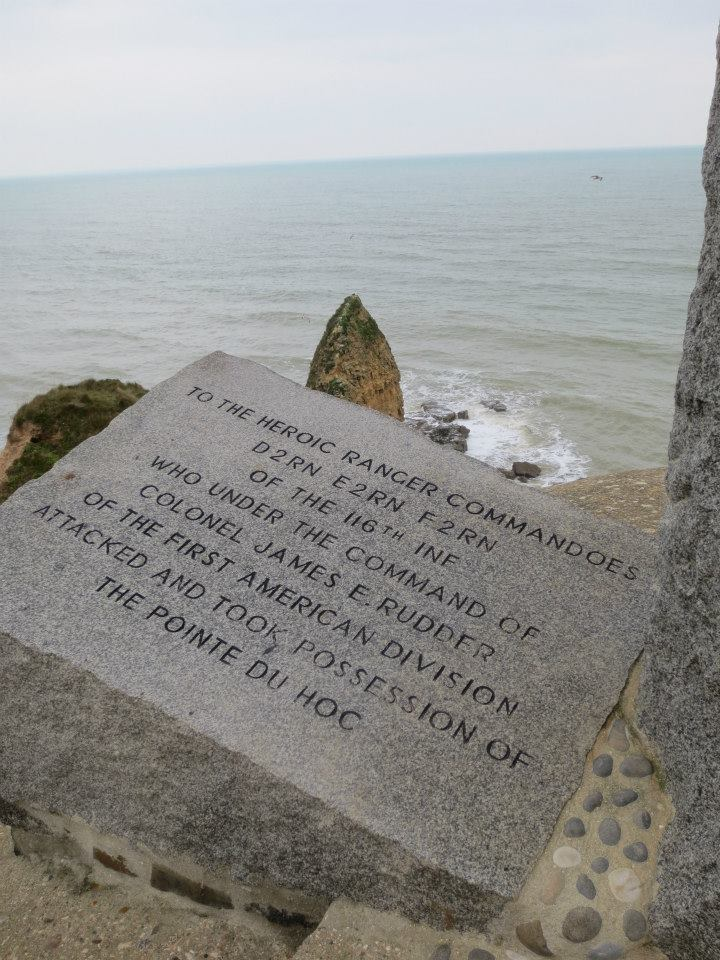 TO THE HEROIC RANGER COMMANDOES
D2RN E2RN F2RN
OF THE 116TH INF
WHO UNDER THE COMMAND OF
COLONEL JAMES E. RUDDER
OF THE FIRST AMERICAN DIVISION
ATTACKED AND TOOK POSSESSION OF
THE POINTE DU HOC